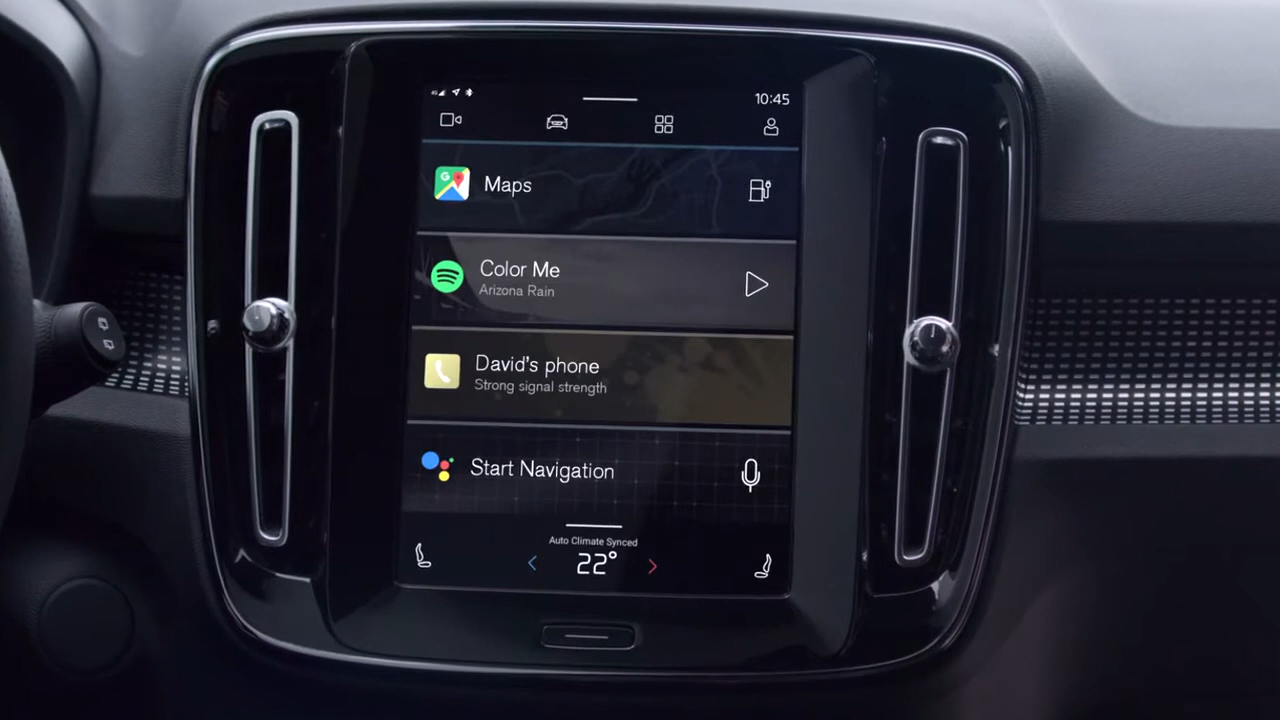 10:45
Maps
Color Me
Arizona Rain
David's phone
Strong signal strength
Start Navigation
Auto Climate Synced
22°